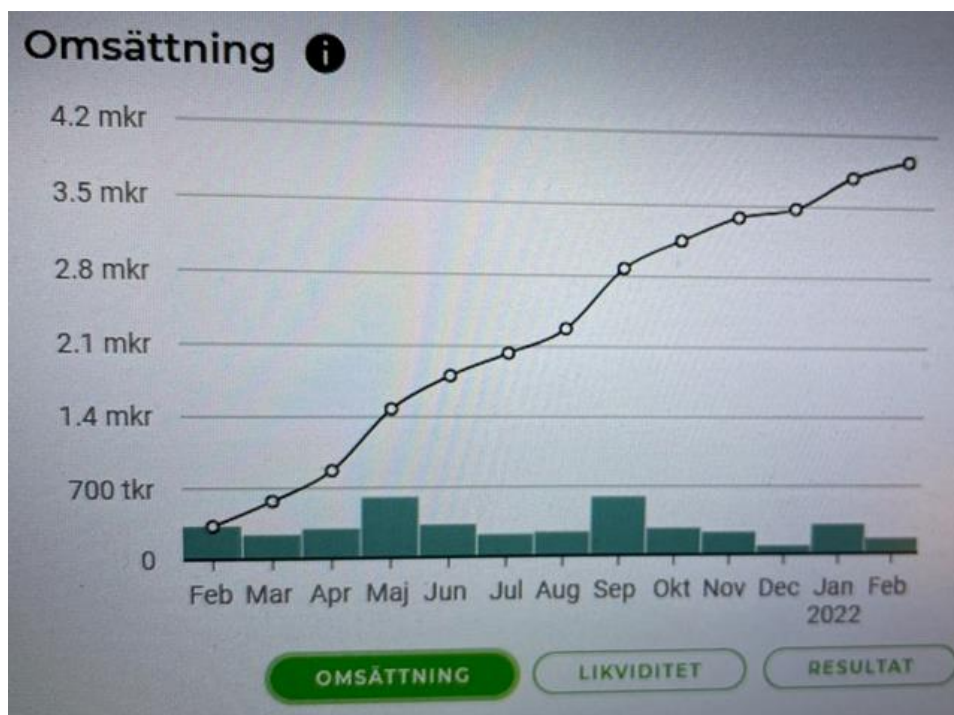 Omsättning i
4.2 mkr
3.5 mkr
2.8 mkr
2.1 mkr
1.4 mkr
700 tkr
0
Feb Mar Apr Maj Jun Jul Aug Sep Okt Nov Dec Jan Feb
2022
OMSÄTTNING LIKVIDITET RESULTAT